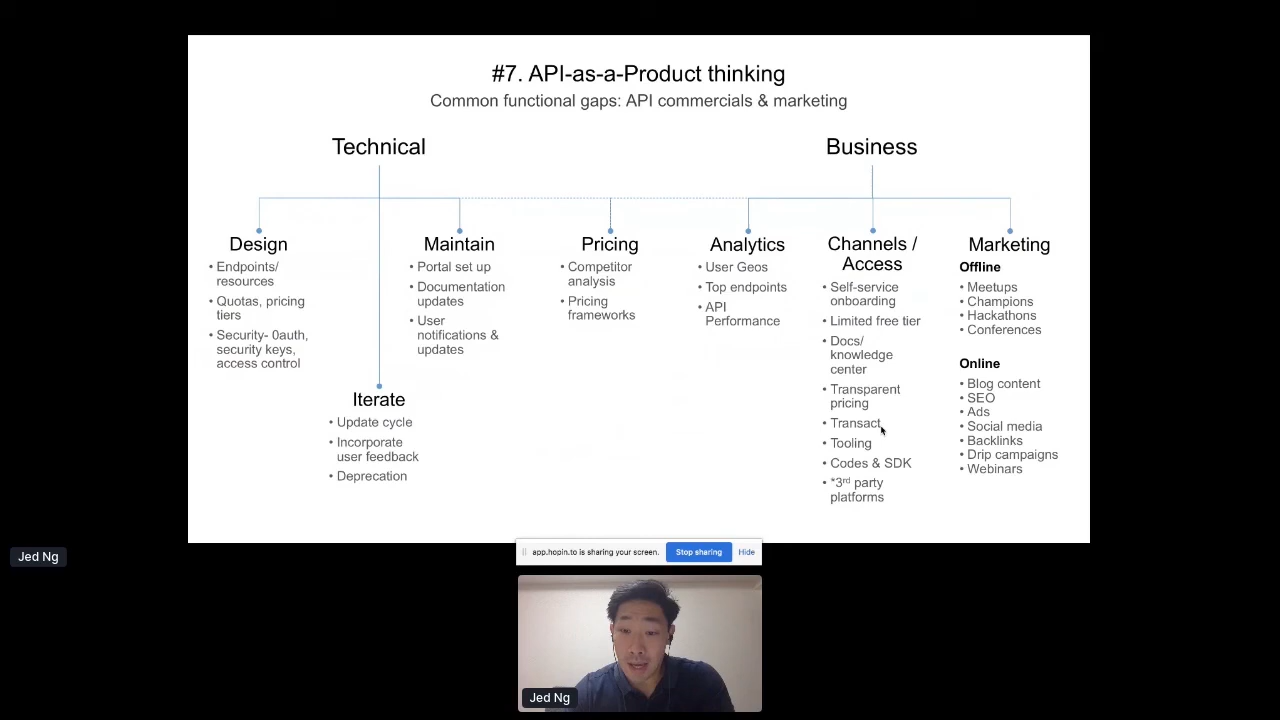 #7. API-as-a-Product thinking
Common functional gaps: API commercials & marketing
Technical
Business
Design
• Endpoints/
resources
• Quotas, pricing
tiers
• Security- 0auth,
security keys,
access control
Iterate
• Update cycle
• Incorporate
user feedback
• Deprecation
Maintain
• Portal set up
• Documentation
updates
• User
notifications &
updates
Pricing
• Competitor
analysis
• Pricing
frameworks
Analytics
• User Geos
• Top endpoints
• API
Performance
Channels /
Access
• Self-service
onboarding
• Limited free tier
• Docs/
knowledge
center
• Transparent
pricing
• Transact
• Tooling
• Codes & SDK
• *3rd party
platforms
Marketing
Offline
• Meetups
• Champions
• Hackathons
• Conferences
Online
• Blog content
• SEO
• Ads
• Social media
• Backlinks
• Drip campaigns
• Webinars
Jed Ng
app.hopin.to is sharing your screen.
Stop sharing
Hide
Jed Ng